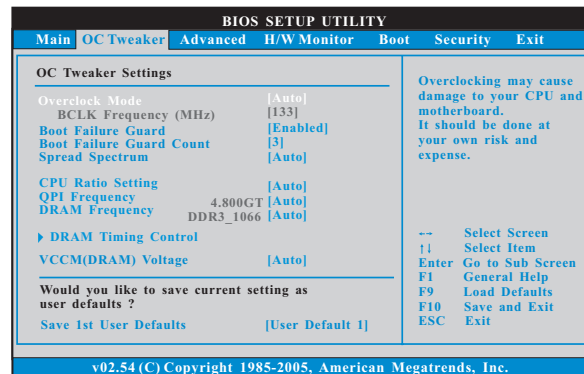 BIOS SETUP UTILITY
Main OC Tweaker Advanced H/W Monitor Boot Security Exit
OC Tweaker Settings
Overclock Mode [Auto]
BCLK Frequency (MHz) [133]
Boot Failure Guard [Enabled]
Boot Failure Guard Count [3]
Spread Spectrum [Auto]
CPU Ratio Setting [Auto]
QPI Frequency 4.800GT [Auto]
DRAM Frequency DDR3_1066 [Auto]
DRAM Timing Control
VCCM(DRAM) Voltage [Auto]
Would you like to save current setting as
user defaults ?
Save 1st User Defaults [User Default 1]
Overclocking may cause
damage to your CPU and
motherboard.
It should be done at
your own risk and
expense.
←→ Select Screen
↑↓ Select Item
Enter Go to Sub Screen
F1 General Help
F9 Load Defaults
F10 Save and Exit
ESC Exit
v02.54 (C) Copyright 1985-2005, American Megatrends, Inc.